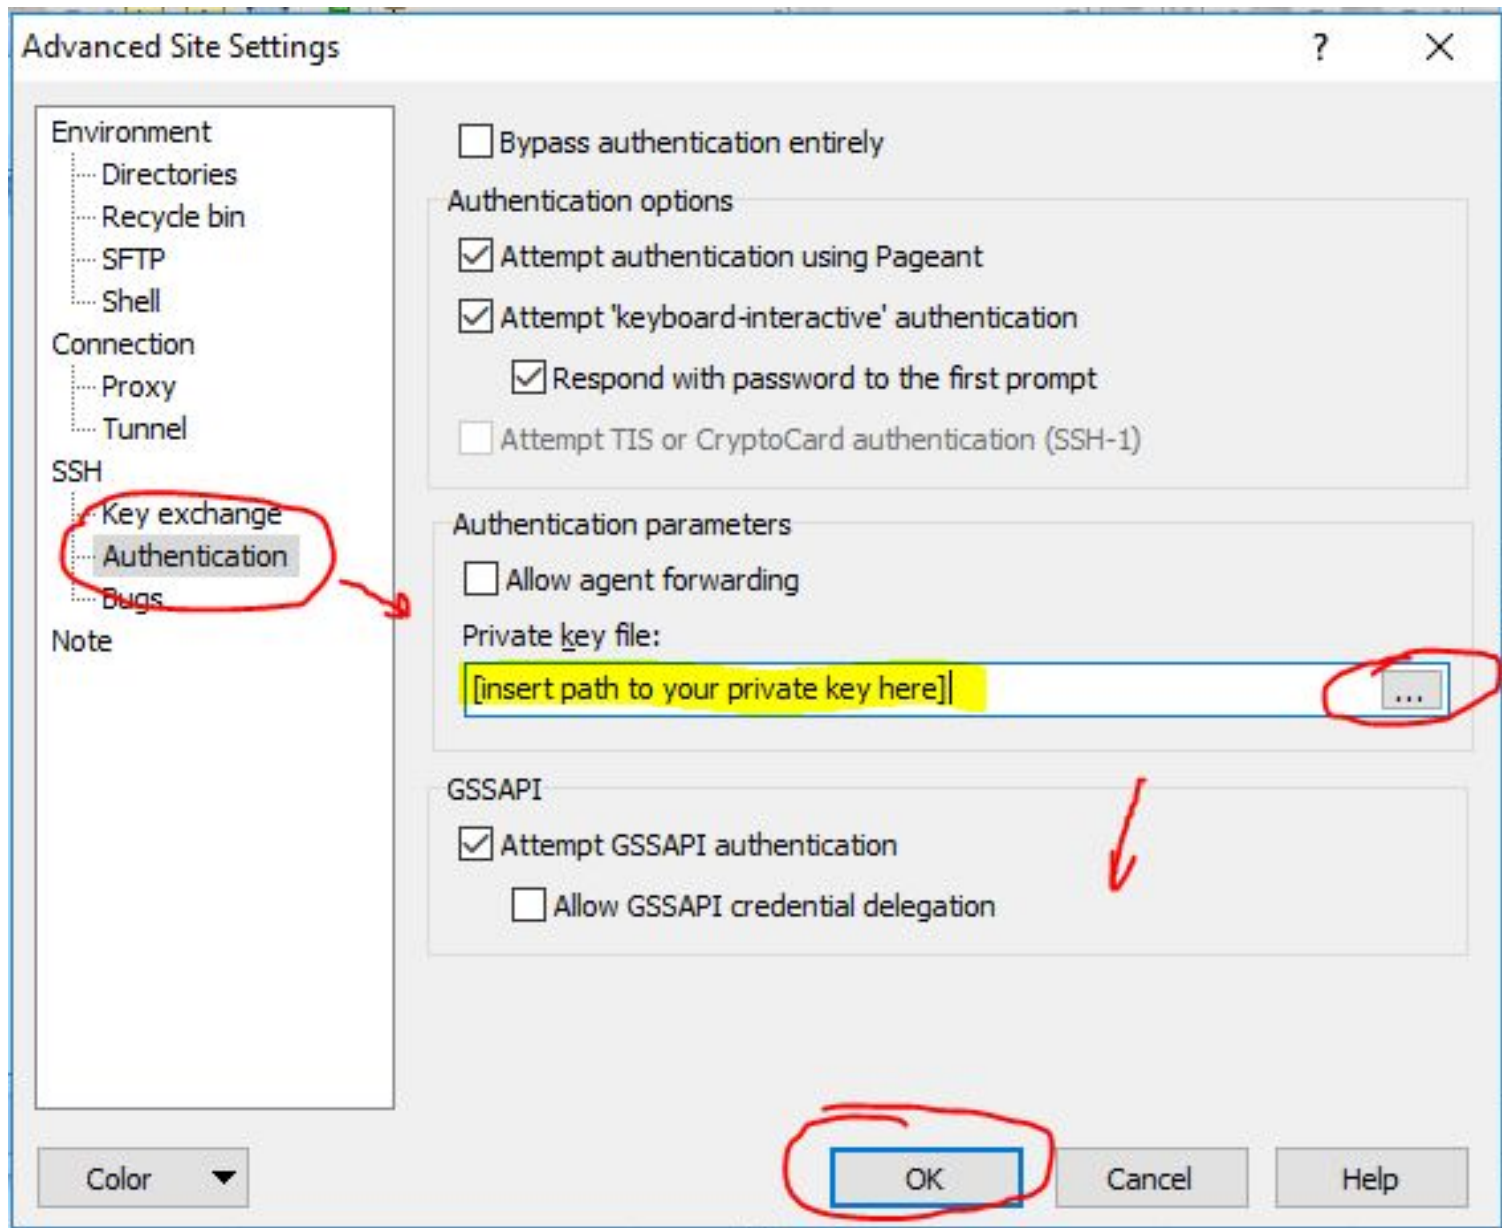 Advanced Site Settings
?
Environment
Directories
Recycle bin
SFTP
Shell
Connection
Proxy
Tunnel
SSH
Key exchange
Authentication
Bugs
Note
Bypass authentication entirely
Authentication options
Attempt authentication using Pageant
Attempt 'keyboard-interactive' authentication
Respond with password to the first prompt
Attempt TIS or CryptoCard authentication (SSH-1)
Authentication parameters
Allow agent forwarding
Private key file:
[insert path to your private key here]
...
GSSAPI
Attempt GSSAPI authentication
Allow GSSAPI credential delegation
Color
OK
Cancel
Help